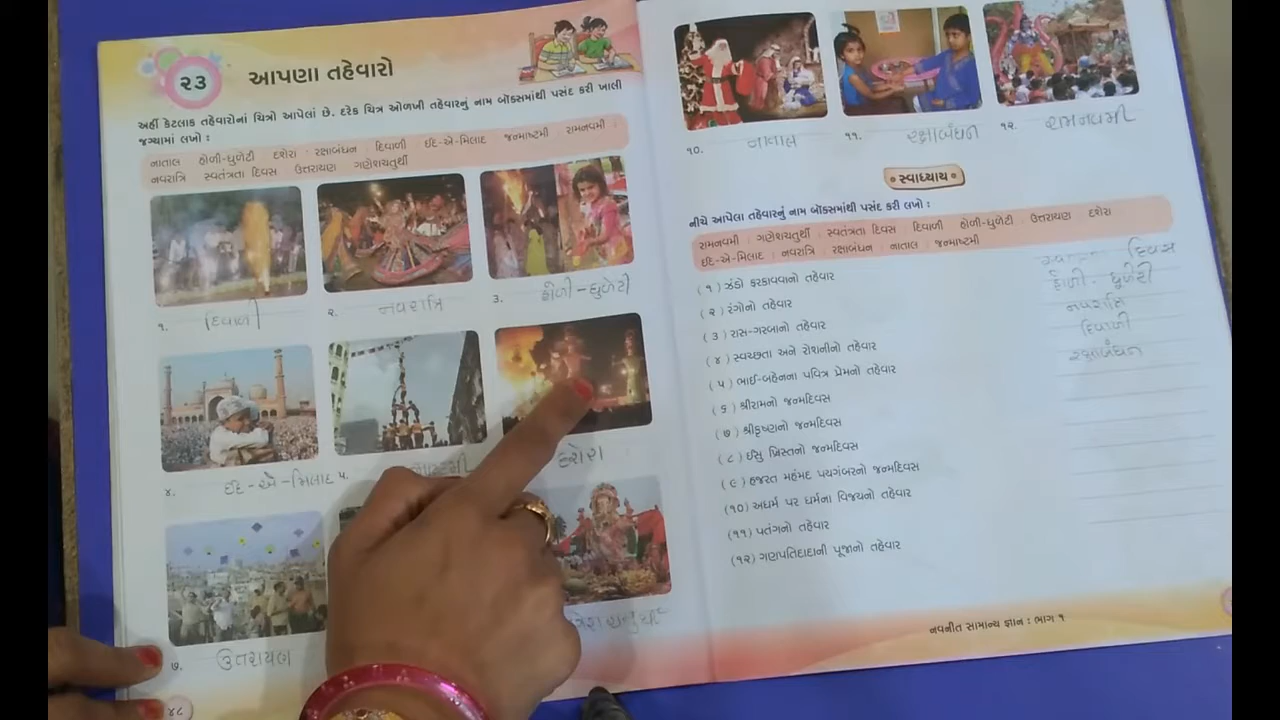 ૨૩
આપણા તહેવારો
અહીં કેટલાક તહેવારોનાં ચિત્રો આપેલાં છે. દરેક ચિત્ર ઓળખી તહેવારનું નામ બૉક્સમાંથી પસંદ કરી ખાલી
જગ્યામાં લખો :
નાતાલ હોળી-ધુળેટી દશેરા રક્ષાબંધન દિવાળી ઈદ-એ-મિલાદ જન્માષ્ટમી રામનવમી
નવરાત્રિ સ્વતંત્રતા દિવસ ઉત્તરાયણ ગણેશચતુર્થી
૧. દિવાળી
૨. નવરાત્રિ
૩. હોળી-ધુળેટી
૪. ઈદ-એ-મિલાદ
૫.
દશેરા
૭. ઉતરાયણ
૪૮
૧૦. નાતાલ
૧૧. રક્ષાબંધન
૧૨. રામનવમી
સ્વાધ્યાય
નીચે આપેલા તહેવારનું નામ બૉક્સમાંથી પસંદ કરી લખો :
રામનવમી ગણેશચતુર્થી સ્વતંત્રતા દિવસ દિવાળી હોળી-ધુળેટી ઉત્તરાયણ દશેરા
ઈદ-એ-મિલાદ નવરાત્રિ રક્ષાબંધન નાતાલ જન્માષ્ટમી
(૧) ઝંડો ફરકાવવાનો તહેવાર દિવસ
(૨) રંગોનો તહેવાર હોળી - ધુળેટી
(૩) રાસ-ગરબાનો તહેવાર નવરાત્રિ
(૪) સ્વચ્છતા અને રોશનીનો તહેવાર દિવાળી
(૫) ભાઈ-બહેનના પવિત્ર પ્રેમનો તહેવાર રક્ષાબંધન
(૬) શ્રીરામનો જન્મદિવસ
(૭) શ્રીકૃષ્ણનો જન્મદિવસ
(૮) ઈસુ ખ્રિસ્તનો જન્મદિવસ
(૯) હજરત મહંમદ પયગંબરનો જન્મદિવસ
(૧૦) અધર્મ પર ધર્મના વિજયનો તહેવાર
(૧૧) પતંગનો તહેવાર
(૧૨) ગણપતિદાદાની પૂજાનો તહેવાર
નવનીત સામાન્ય જ્ઞાન : ભાગ ૧